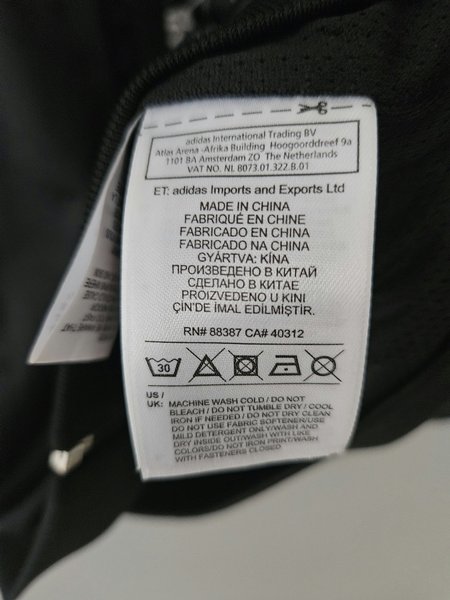 adidas International Trading BV
Atlas Arena -Afrika Building Hoogoorddreef 9a
1101 BA Amsterdam ZO The Netherlands
VAT NO. NL 8073.01.322.B.01
ET: adidas Imports and Exports Ltd
MADE IN CHINA
FABRIQUÉ EN CHINE
FABRICADO EN CHINA
FABRICADO NA CHINA
GYÁRTVA: KÍNA
ПРОИЗВЕДЕНО В КИТАЙ
СДЕЛАНО В КИТАЕ
PROIZVEDENO U KINI
ÇİN'DE İMAL EDİLMİŞTİR.
RN# 88387 CA# 40312
30
US /
UK: MACHINE WASH COLD / DO NOT
BLEACH / DO NOT TUMBLE DRY / COOL
IRON IF NEEDED / DO NOT DRY CLEAN
DO NOT USE FABRIC SOFTENER/USE
MILD DETERGENT ONLY/WASH AND
DRY INSIDE OUT/WASH WITH LIKE
COLORS/DO NOT IRON PRINT/WASH
WITH FASTENERS CLOSED.